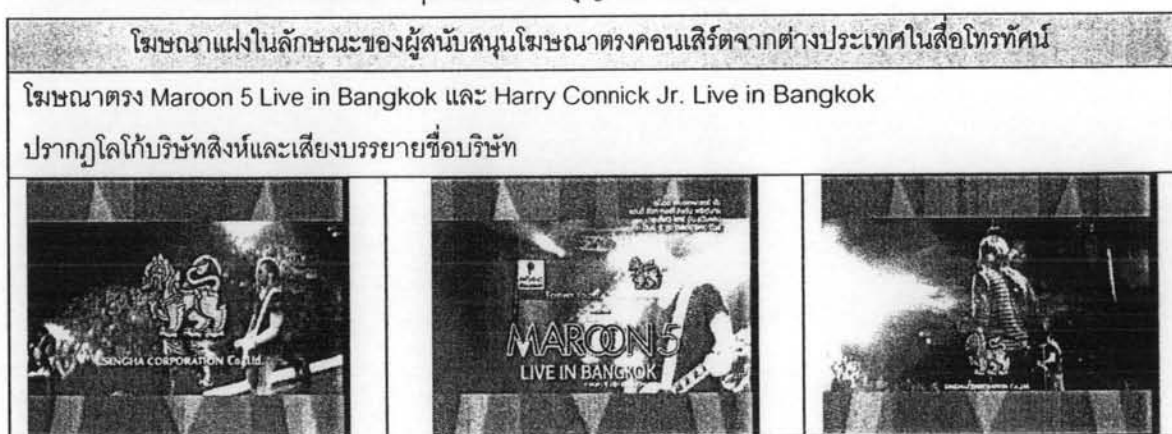 โฆษณาแฝงในลักษณะของผู้สนับสนุนโฆษณาตรงคอนเสิร์ตจากต่างประเทศในสื่อโทรทัศน์
โฆษณาตรง Maroon 5 Live in Bangkok และ Harry Connick Jr. Live in Bangkok
ปรากฏโลโก้บริษัทสิงห์และเสียงบรรยายชื่อบริษัท
SINGHA CORPORATION Co.,Ltd.
MAROON 5
LIVE IN BANGKOK
SINGHA CORPORATION Co.,Ltd.